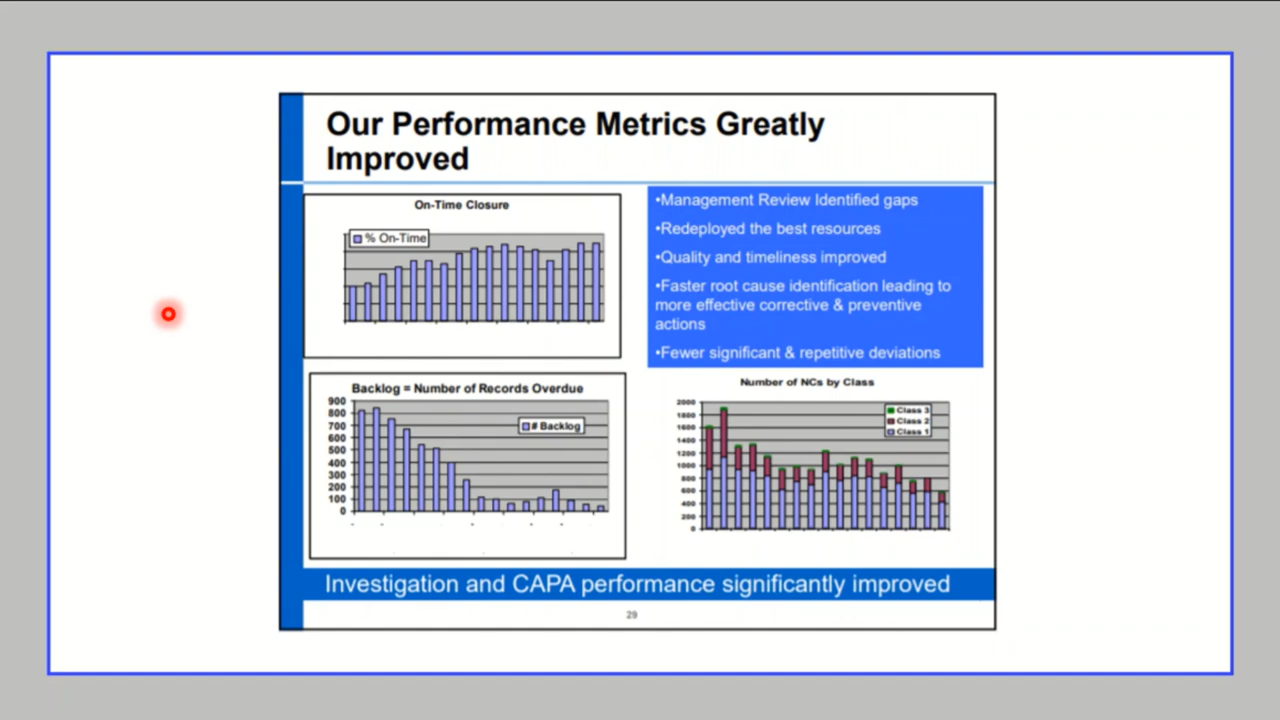 Our Performance Metrics Greatly
Improved
On-Time Closure
% On-Time
•Management Review Identified gaps
•Redeployed the best resources
•Quality and timeliness improved
•Faster root cause identification leading to
more effective corrective & preventive
actions
•Fewer significant & repetitive deviations
Backlog = Number of Records Overdue
900
800
700
600
500
400
300
200
100
0
# Backlog
Number of NCs by Class
2000
1800
1600
1400
1200
1000
800
600
400
200
0
Class 3
Class 2
Class 1
Investigation and CAPA performance significantly improved
29